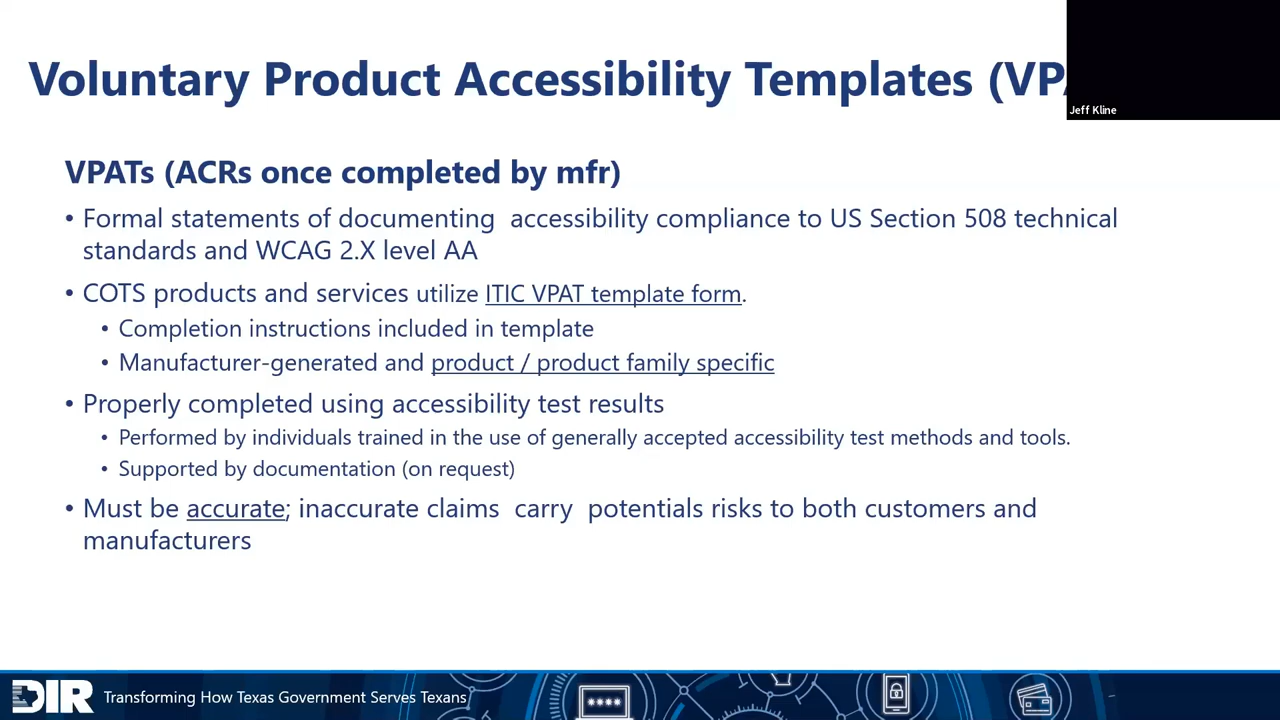 Voluntary Product Accessibility Templates (VPA
Jeff Kline
VPATs (ACRs once completed by mfr)
• Formal statements of documenting  accessibility compliance to US Section 508 technical
standards and WCAG 2.X level AA
• COTS products and services utilize ITIC VPAT template form.
• Completion instructions included in template
• Manufacturer-generated and product / product family specific
• Properly completed using accessibility test results
• Performed by individuals trained in the use of generally accepted accessibility test methods and tools.
• Supported by documentation (on request)
• Must be accurate; inaccurate claims  carry  potentials risks to both customers and
manufacturers
DIR Transforming How Texas Government Serves Texans